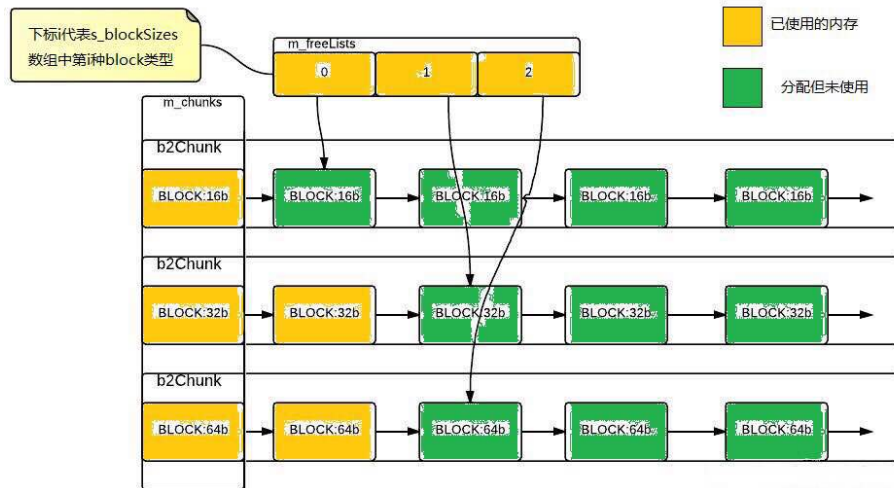 下标i代表s_blockSizes
数组中第i种block类型
m_freeLists
0
1
2
已使用的内存
分配但未使用
m_chunks
b2Chunk
BLOCK:16b
BLOCK:16b
BLOCK:16b
BLOCK:16b
BLOCK:16b
b2Chunk
BLOCK:32b
BLOCK:32b
BLOCK:32b
BLOCK:32b
BLOCK:32b
b2Chunk
BLOCK:64b
BLOCK:64b
BLOCK:64b
BLOCK:64b
BLOCK:64b